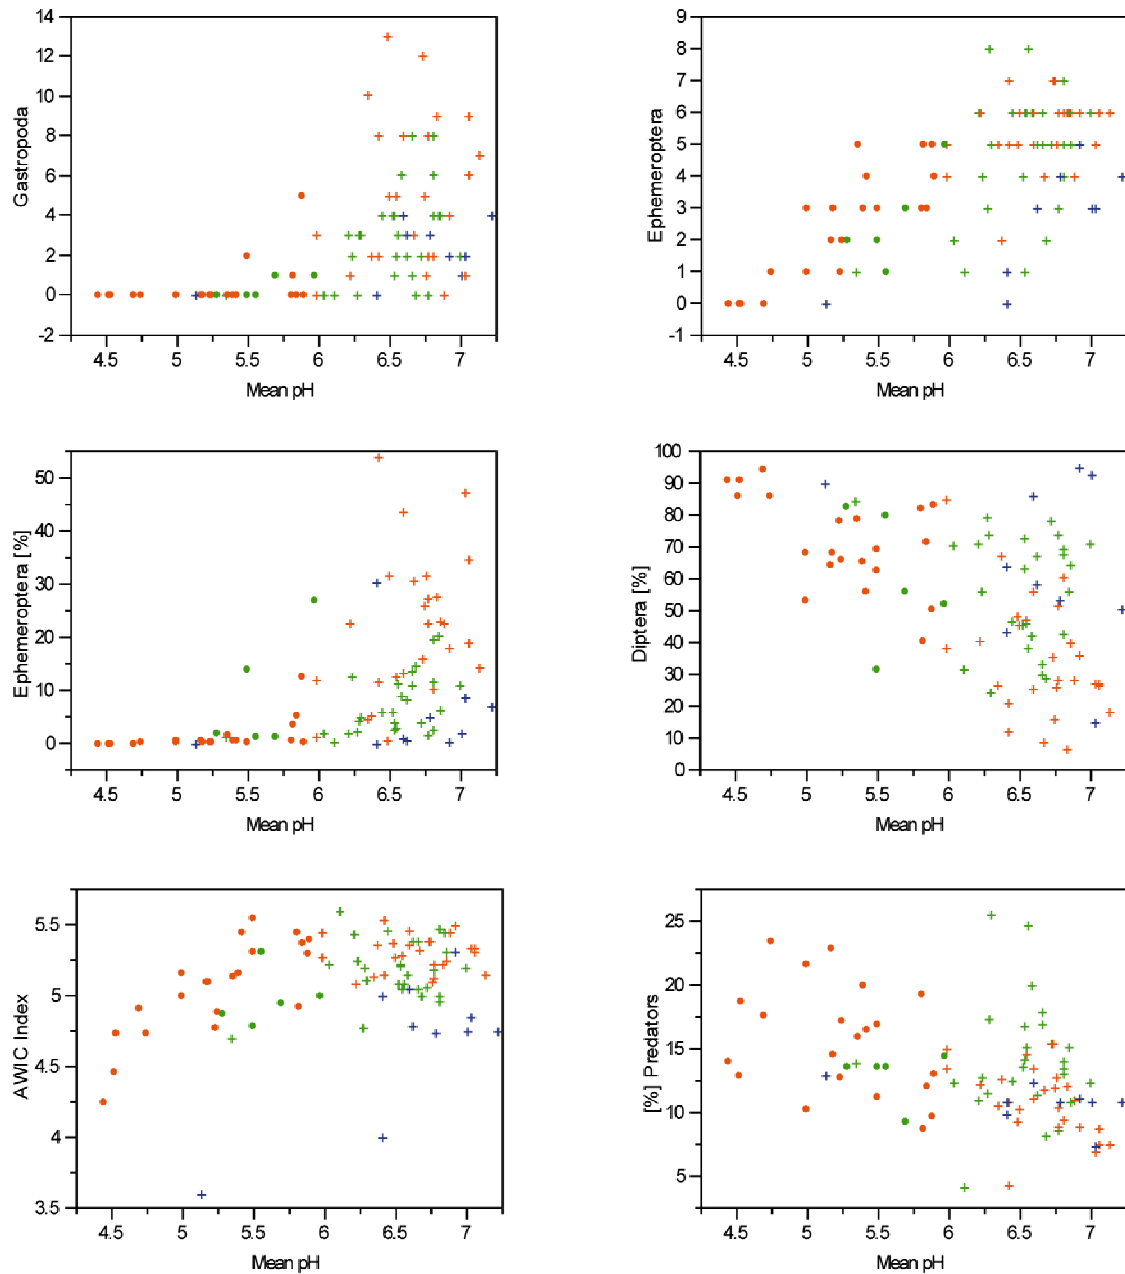 14
12
10
8
6
4
2
0
-2
Gastropoda
4.5 5 5.5 6 6.5 7
Mean pH
9
8
7
6
5
4
3
2
1
0
-1
Ephemeroptera
4.5 5 5.5 6 6.5 7
Mean pH
50
40
30
20
10
0
Ephemeroptera [%]
4.5 5 5.5 6 6.5 7
Mean pH
100
90
80
70
60
50
40
30
20
10
0
Diptera [%]
4.5 5 5.5 6 6.5 7
Mean pH
5.5
5
4.5
4
3.5
AWIC Index
4.5 5 5.5 6 6.5 7
Mean pH
25
20
15
10
5
[%] Predators
4.5 5 5.5 6 6.5 7
Mean pH